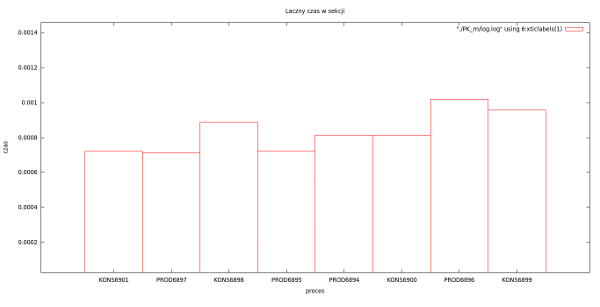 Laczny czas w sekcji
"./PK_m/log.log" using 6:xticlabels(1)
0.0014
0.0012
0.001
0.0008
0.0006
0.0004
0.0002
czas
KONS6901 PROD6897 KONS6898 PROD6895 PROD6894 KONS6900 PROD6896 KONS6899
proces